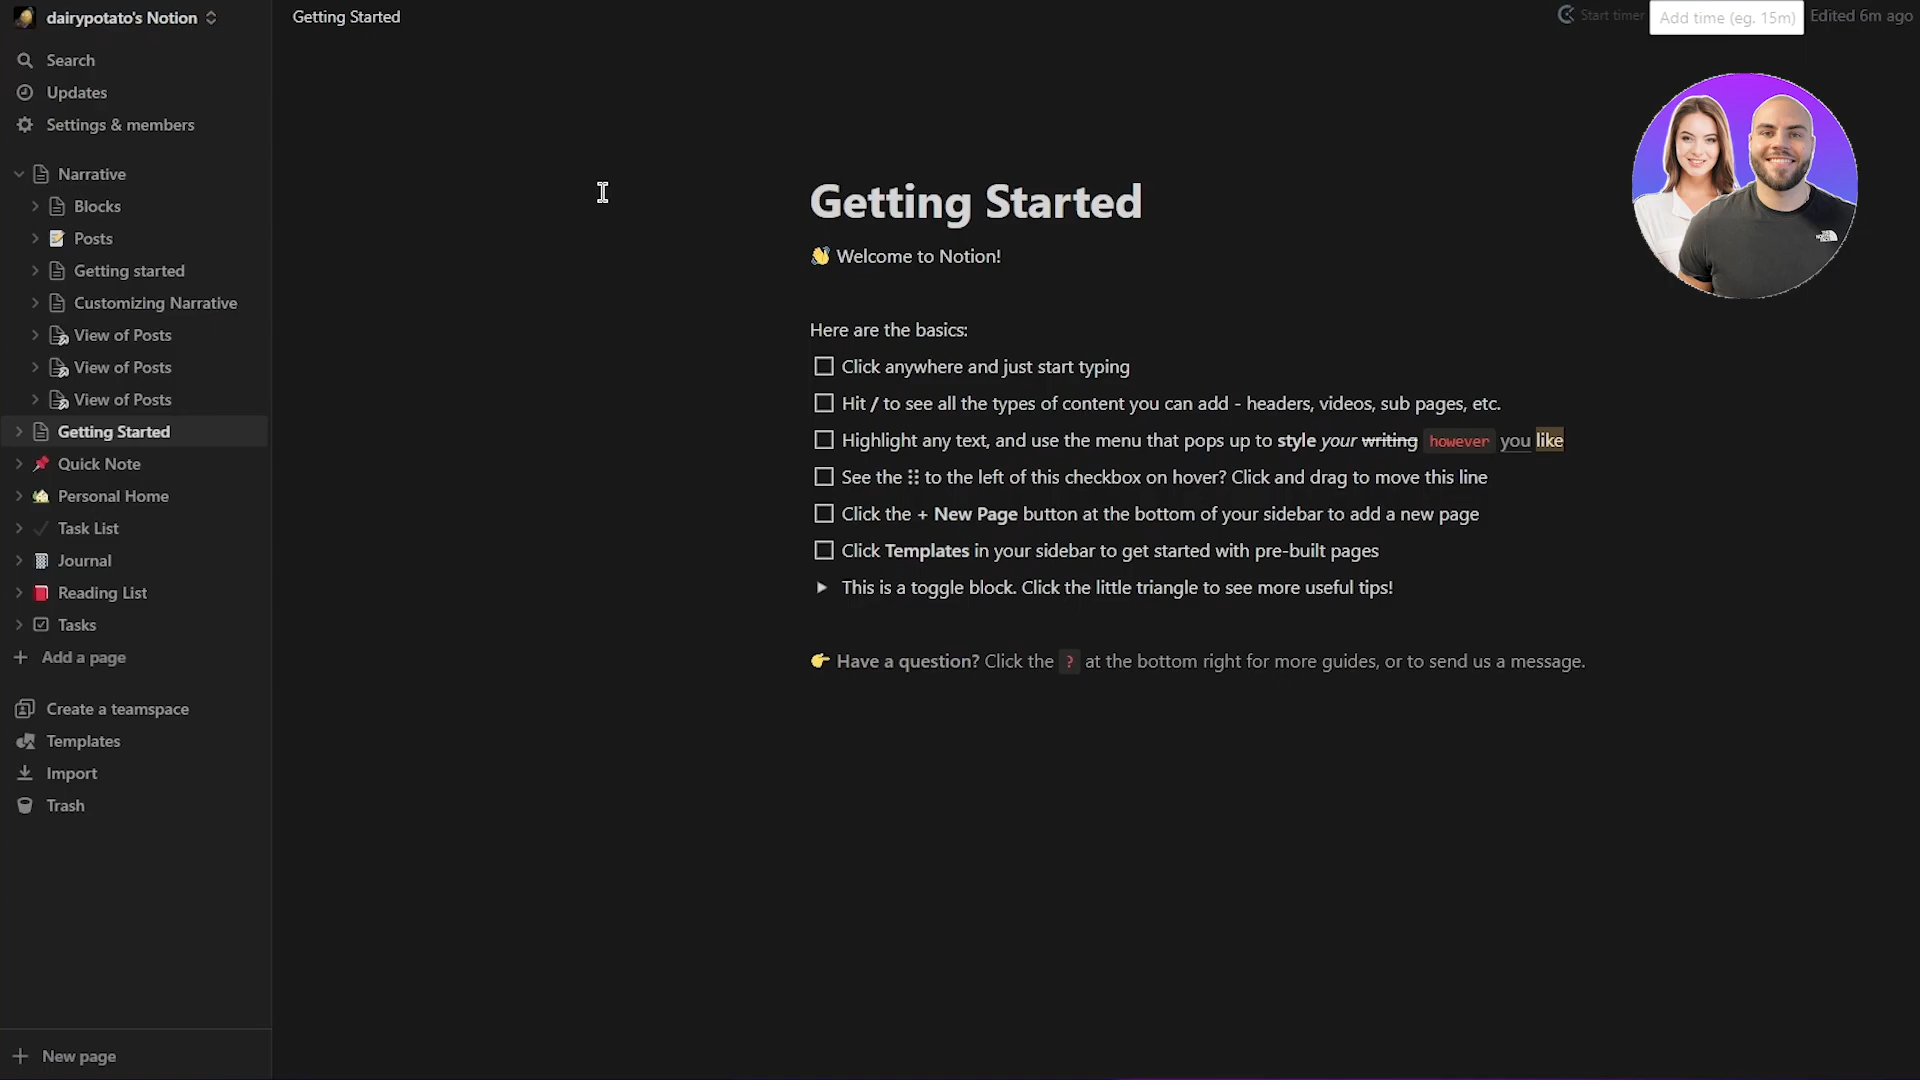 dairypotato's Notion
Getting Started
Start timer
Add time (eg. 15m)
Edited 6m ago
Search
Updates
Settings & members
Narrative
Blocks
Posts
Getting started
Customizing Narrative
View of Posts
View of Posts
View of Posts
Getting Started
Quick Note
Personal Home
Task List
Journal
Reading List
Tasks
Add a page
Create a teamspace
Templates
Import
Trash
New page
Getting Started
👋 Welcome to Notion!
Here are the basics:
Click anywhere and just start typing
Hit / to see all the types of content you can add - headers, videos, sub pages, etc.
Highlight any text, and use the menu that pops up to style your writing however you like
See the ⋮⋮ to the left of this checkbox on hover? Click and drag to move this line
Click the + New Page button at the bottom of your sidebar to add a new page
Click Templates in your sidebar to get started with pre-built pages
This is a toggle block. Click the little triangle to see more useful tips!
👉 Have a question? Click the ? at the bottom right for more guides, or to send us a message.